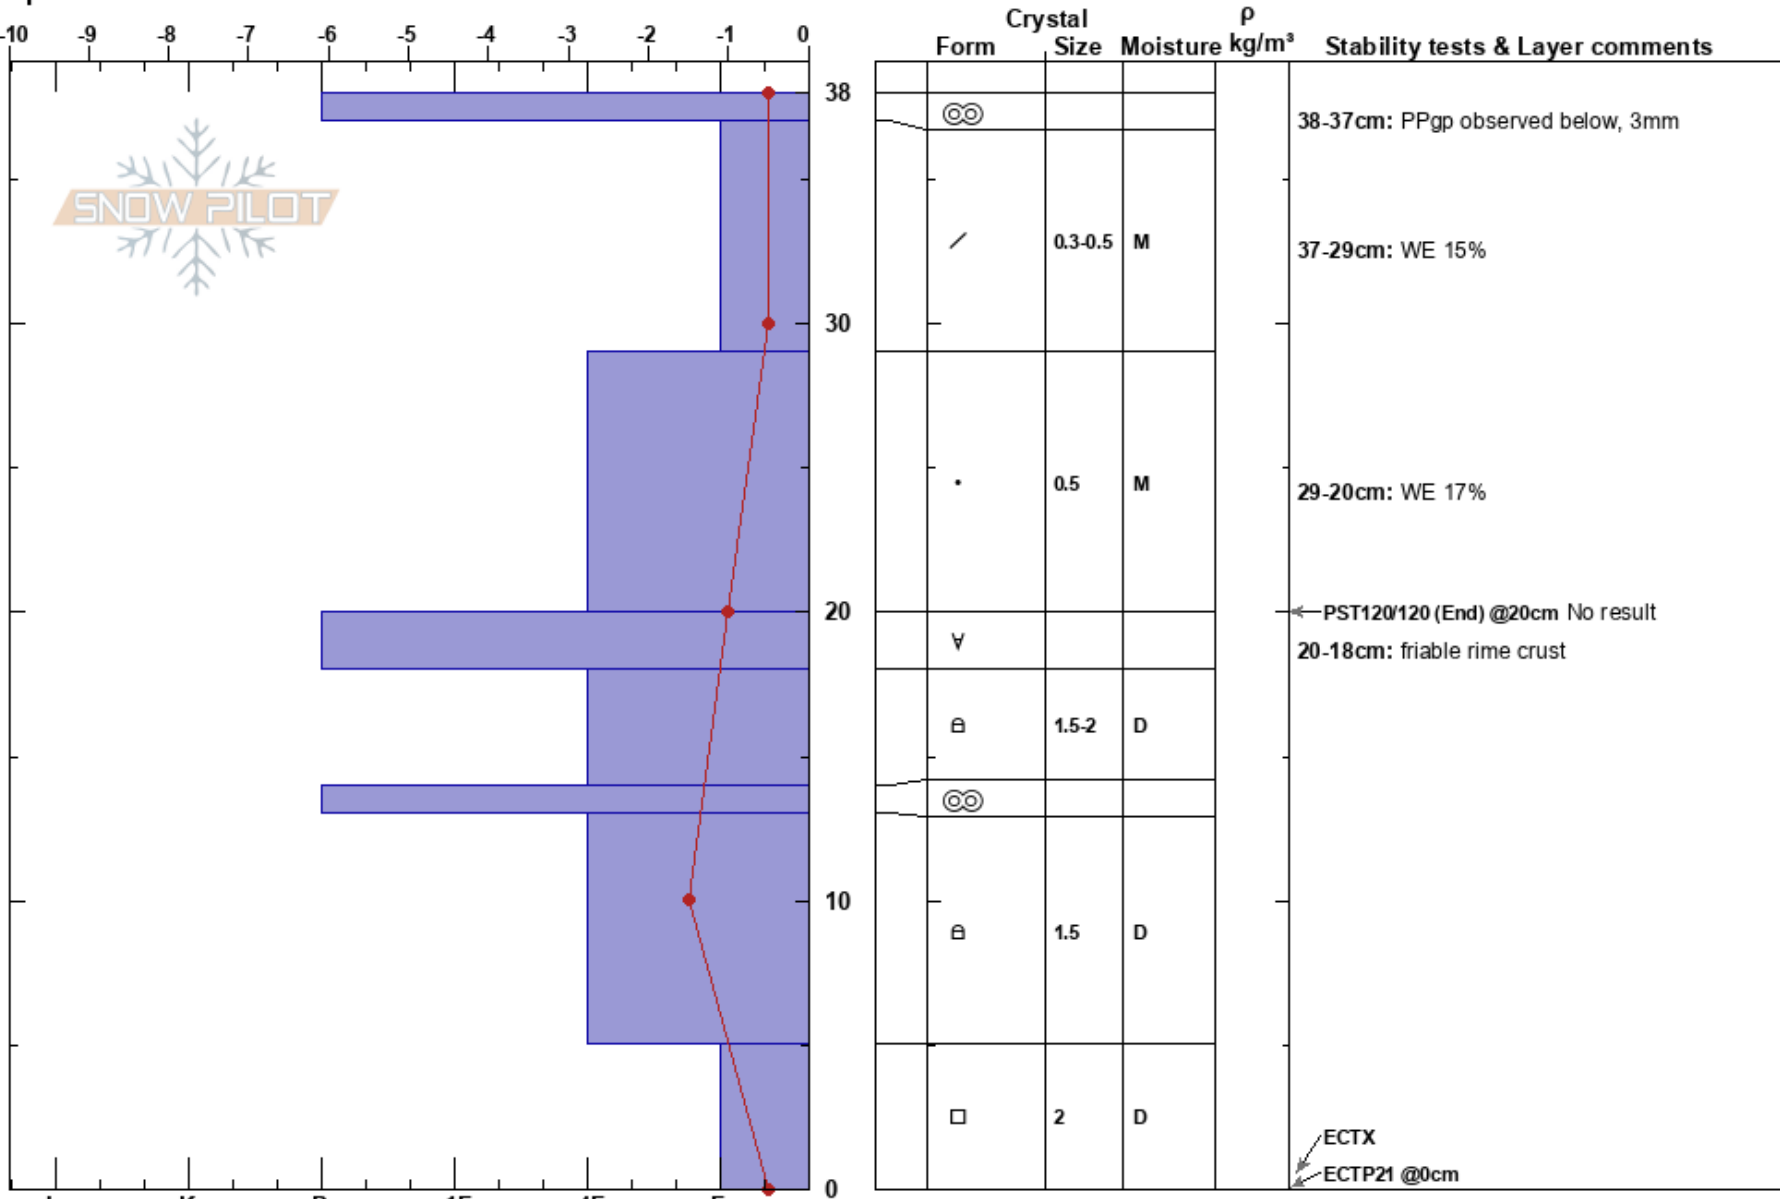 Crystal ρ
-10 -9 -8 -7 -6 -5 -4 -3 -2 -1 0 Form Size Moisture kg/m³ Stability tests & Layer comments
38
38-37cm: PPgp observed below, 3mm
SNOW PILOT
0.3-0.5 M
37-29cm: WE 15%
30
0.5 M
29-20cm: WE 17%
20
PST120/120 (End) @20cm No result
20-18cm: friable rime crust
1.5-2 D
10
1.5 D
2 D
ECTX
ECTP21 @0cm
0